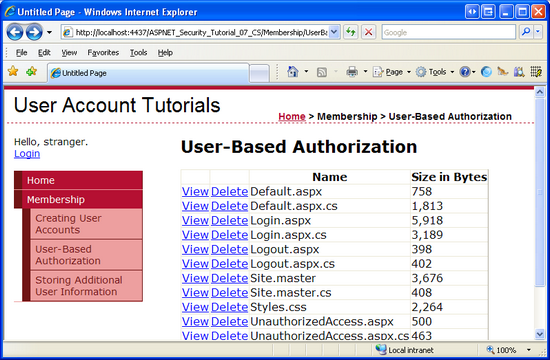 Untitled Page - Windows Internet Explorer
http://localhost:4437/ASPNET_Security_Tutorial_07_CS/Membership/UserBa
Google
File Edit View Favorites Tools Help
Untitled Page
Page Tools
User Account Tutorials
Home > Membership > User-Based Authorization
Hello, stranger.
Login
Home
Membership
Creating User
Accounts
User-Based
Authorization
Storing Additional
User Information
User-Based Authorization
Name Size in Bytes
View Delete Default.aspx 758
View Delete Default.aspx.cs 1,813
View Delete Login.aspx 5,918
View Delete Login.aspx.cs 3,189
View Delete Logout.aspx 398
View Delete Logout.aspx.cs 402
View Delete Site.master 3,676
View Delete Site.master.cs 408
View Delete Styles.css 2,264
View Delete UnauthorizedAccess.aspx 500
View Delete UnauthorizedAccess.aspx.cs 463
Local intranet 100%